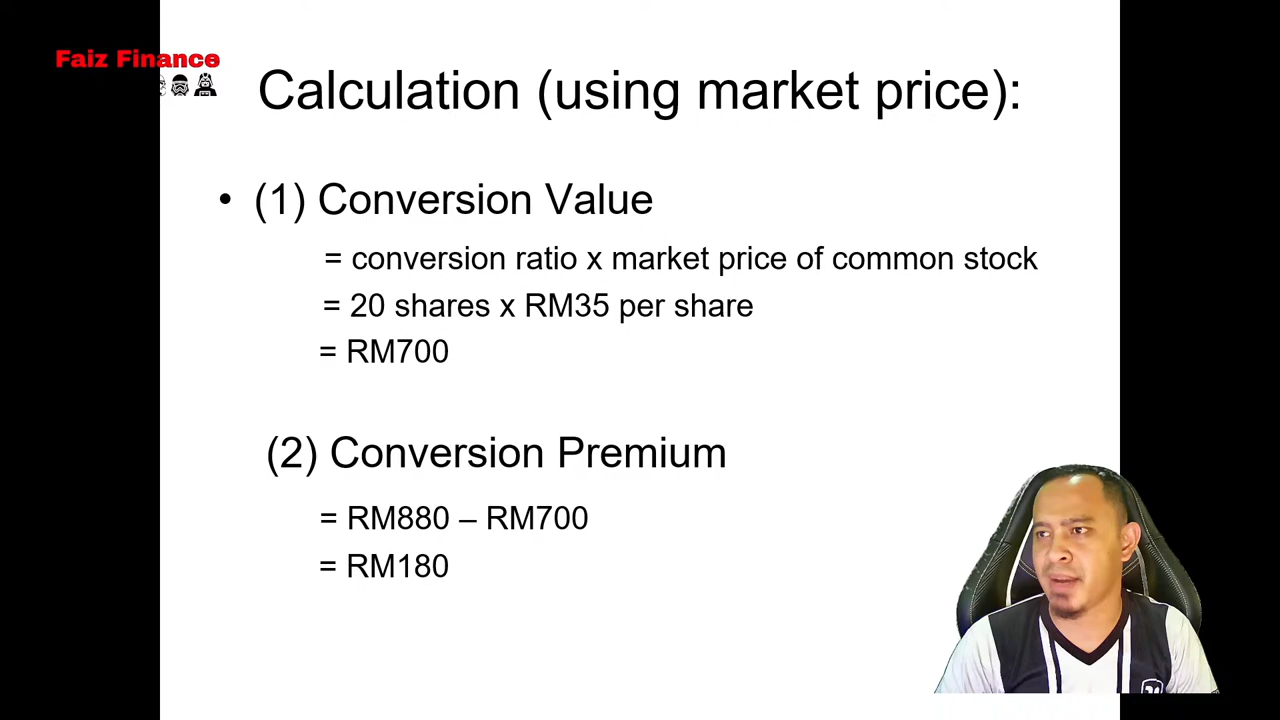 Faiz Finance
Calculation (using market price):
• (1) Conversion Value
= conversion ratio x market price of common stock
= 20 shares x RM35 per share
= RM700
(2) Conversion Premium
= RM880 – RM700
= RM180